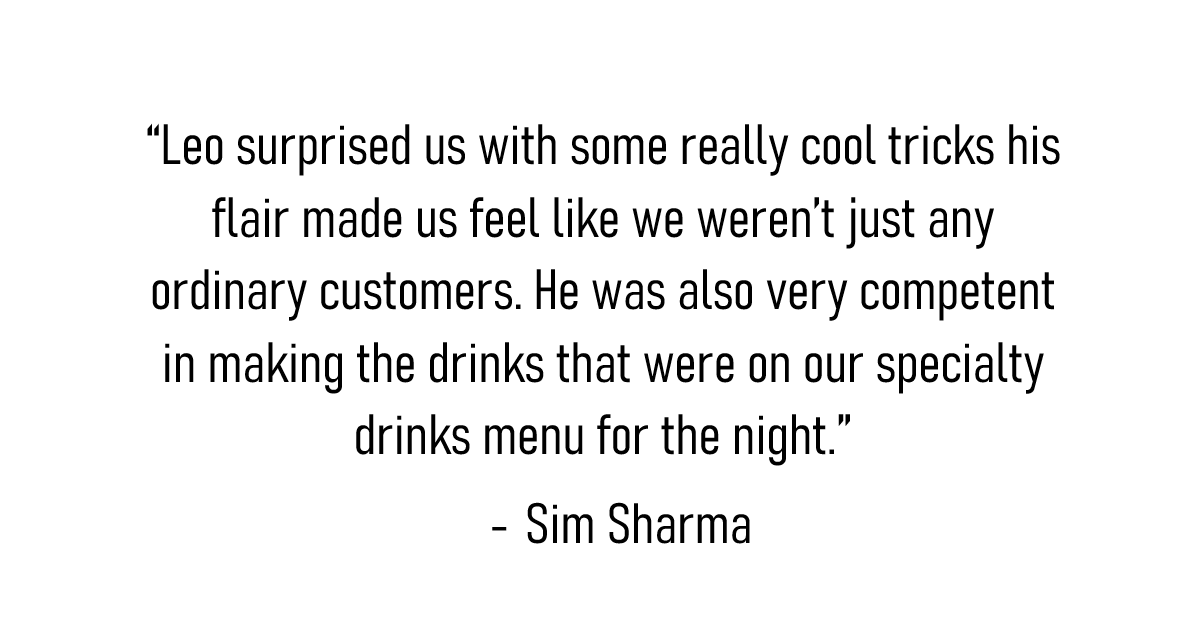 “Leo surprised us with some really cool tricks his
flair made us feel like we weren’t just any
ordinary customers. He was also very competent
in making the drinks that were on our specialty
drinks menu for the night.”
- Sim Sharma